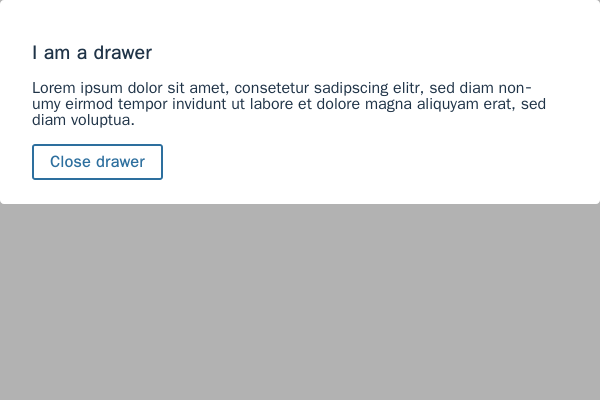 I am a drawer
Lorem ipsum dolor sit amet, consetetur sadipscing elitr, sed diam non-
umy eirmod tempor invidunt ut labore et dolore magna aliquyam erat, sed
diam voluptua.
Close drawer